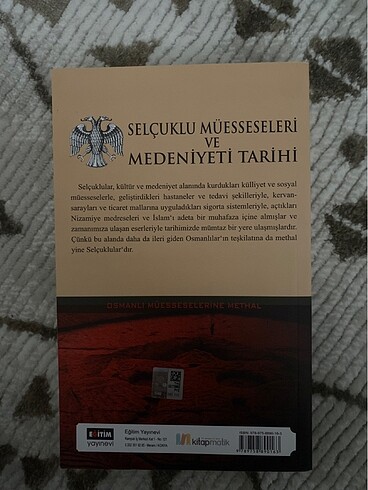 SELÇUKLU MÜESSESELERİ
VE
MEDENİYETİ TARİHİ
Selçuklular, kültür ve medeniyet alanında kurdukları külliyet ve sosyal
müesseselerle, geliştirdikleri hastaneler ve tedavi şekilleriyle, kervan-
sarayları ve ticaret mallarına uyguladıkları sigorta sistemleriyle, açtıkları
Nizamiye medreseleri ve İslam'ı adeta bir muhafaza içine almışlar ve
zamanımıza ulaşan eserleriyle tarihimizde mümtaz bir yere ulaşmışlardır.
Çünkü bu alanda daha da ileri giden Osmanlılar'ın teşkilatına da methal
yine Selçuklular'dır.
OSMANLI MÜESSESELERİNE METHAL
EĞİTİM
yayınevi
Eğitim Yayınevi
kitapmatik